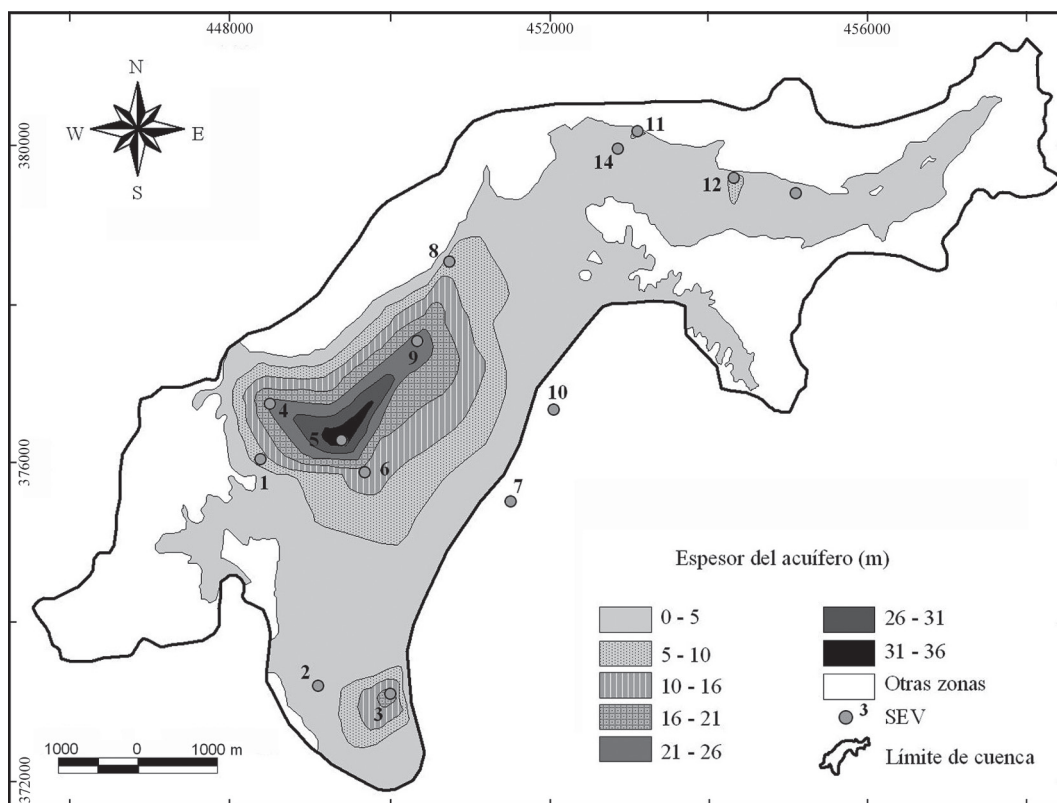 448000
452000
456000
N
W
E
S
380000
376000
372000
11
14
12
8
9
4
5
10
6
1
7
2
3
Espesor del acuífero (m)
0 - 5
5 - 10
10 - 16
16 - 21
21 - 26
26 - 31
31 - 36
Otras zonas
3 SEV
Límite de cuenca
1000 0 1000 m